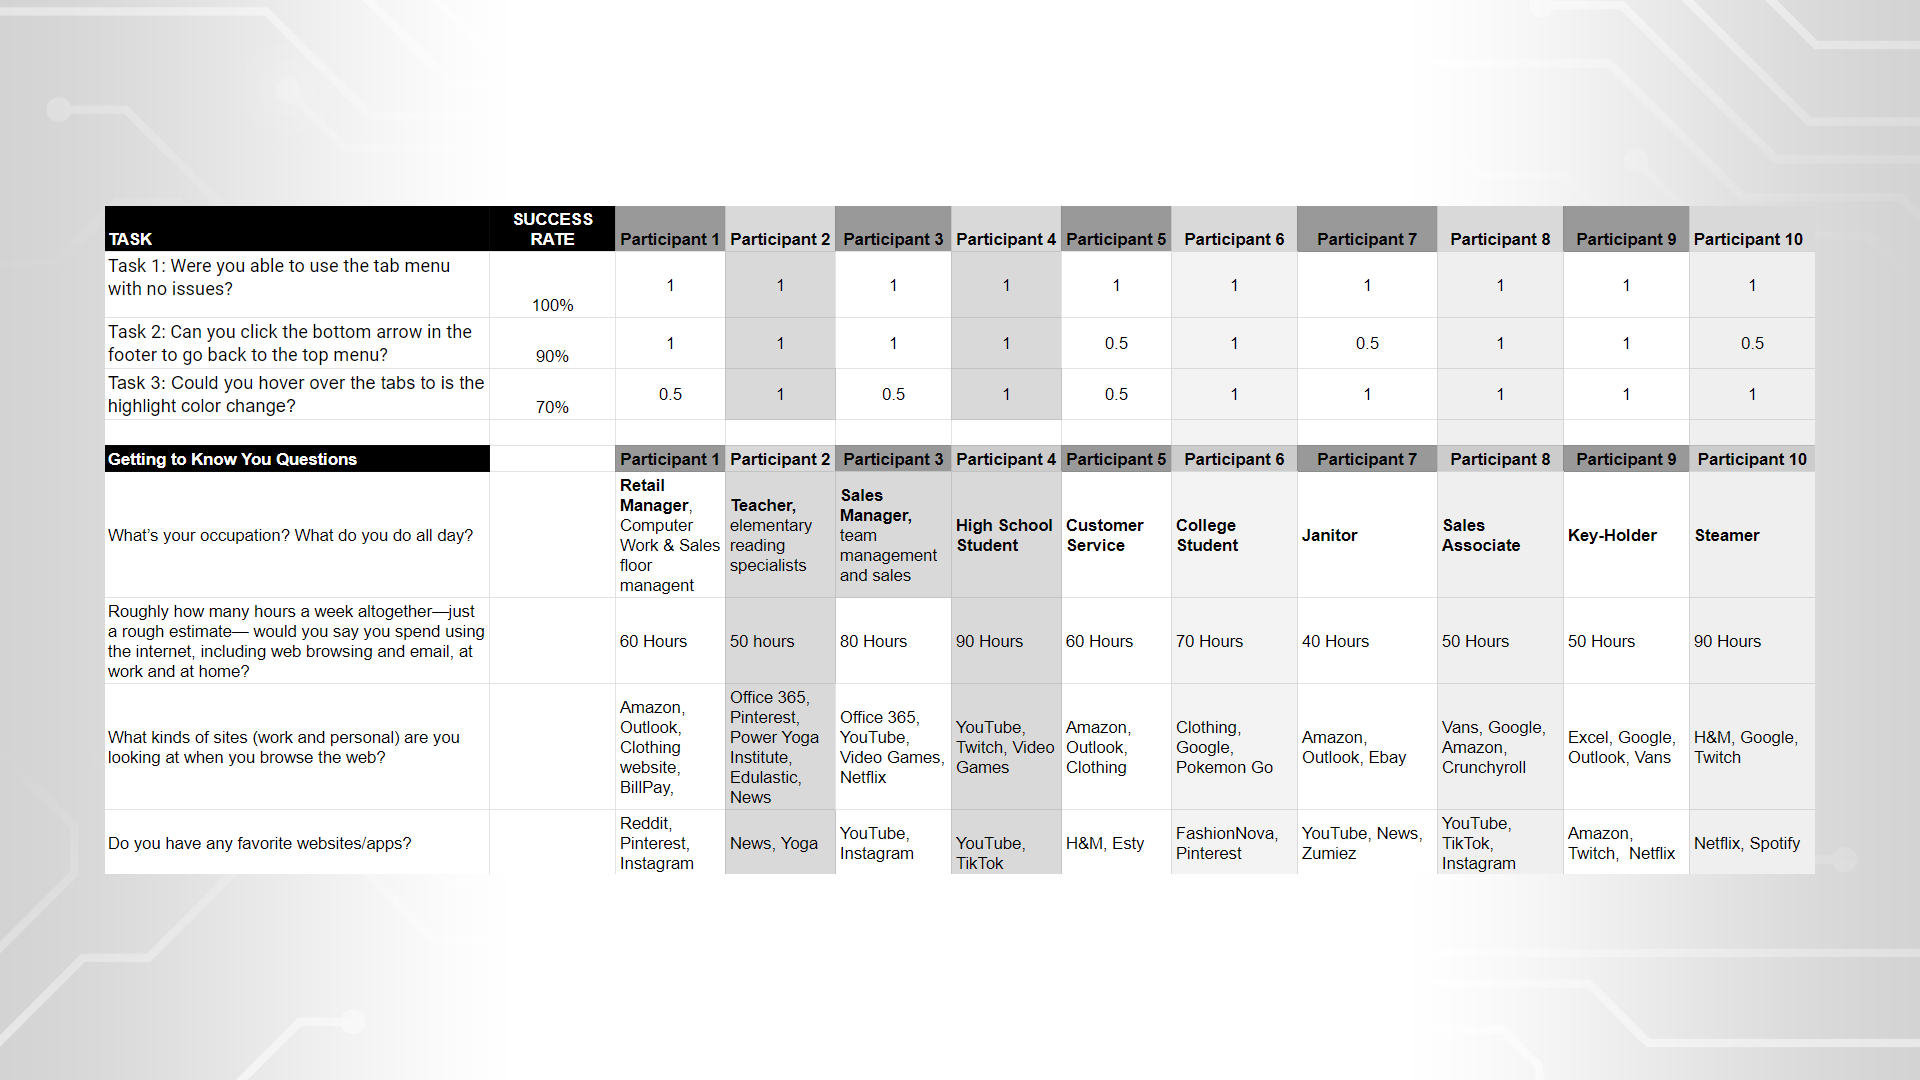 TASK SUCCESS RATE Participant 1 Participant 2 Participant 3 Participant 4 Participant 5 Participant 6 Participant 7 Participant 8 Participant 9 Participant 10
Task 1: Were you able to use the tab menu
with no issues?
100% 1 1 1 1 1 1 1 1 1 1
Task 2: Can you click the bottom arrow in the
footer to go back to the top menu?
90% 1 1 1 1 0.5 1 0.5 1 1 0.5
Task 3: Could you hover over the tabs to is the
highlight color change?
70% 0.5 1 0.5 1 0.5 1 1 1 1 1
Getting to Know You Questions Participant 1 Participant 2 Participant 3 Participant 4 Participant 5 Participant 6 Participant 7 Participant 8 Participant 9 Participant 10
What's your occupation? What do you do all day?
Retail
Manager,
Computer
Work & Sales
floor
managent
Teacher,
elementary
reading
specialists
Sales
Manager,
team
management
and sales
High School
Student
Customer
Service
College
Student
Janitor
Sales
Associate
Key-Holder
Steamer
Roughly how many hours a week altogether—just
a rough estimate— would you say you spend using
the internet, including web browsing and email, at
work and at home?
60 Hours 50 hours 80 Hours 90 Hours 60 Hours 70 Hours 40 Hours 50 Hours 50 Hours 90 Hours
What kinds of sites (work and personal) are you
looking at when you browse the web?
Amazon,
Outlook,
Clothing
website,
BillPay,
Office 365,
Pinterest,
Power Yoga
Institute,
Edulastic,
News
Office 365,
YouTube,
Video Games,
Netflix
YouTube,
Twitch, Video
Games
Amazon,
Outlook,
Clothing
Clothing,
Google,
Pokemon Go
Amazon,
Outlook, Ebay
Vans, Google,
Amazon,
Crunchyroll
Excel, Google,
Outlook, Vans
H&M, Google,
Twitch
Do you have any favorite websites/apps?
Reddit,
Pinterest,
Instagram
News, Yoga
YouTube,
Instagram
YouTube,
TikTok
H&M, Esty
FashionNova,
Pinterest
YouTube, News,
Zumiez
YouTube,
TikTok,
Instagram
Amazon,
Twitch, Netflix
Netflix, Spotify